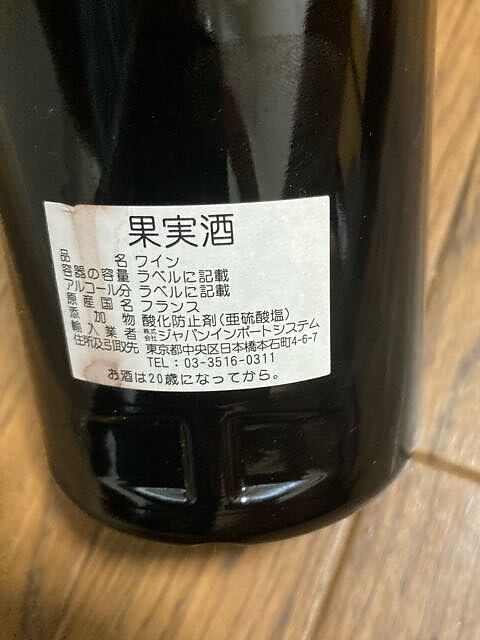 果実酒
品名 ワイン
容器の容量 ラベルに記載
アルコール分 ラベルに記載
原産国名 フランス
添加物 酸化防止剤(亜硫酸塩)
輸入業者 株式会社ジャパンインポートシステム
住所及引取先 東京都中央区日本橋本石町4-6-7
TEL:03-3516-0311
お酒は20歳になってから。